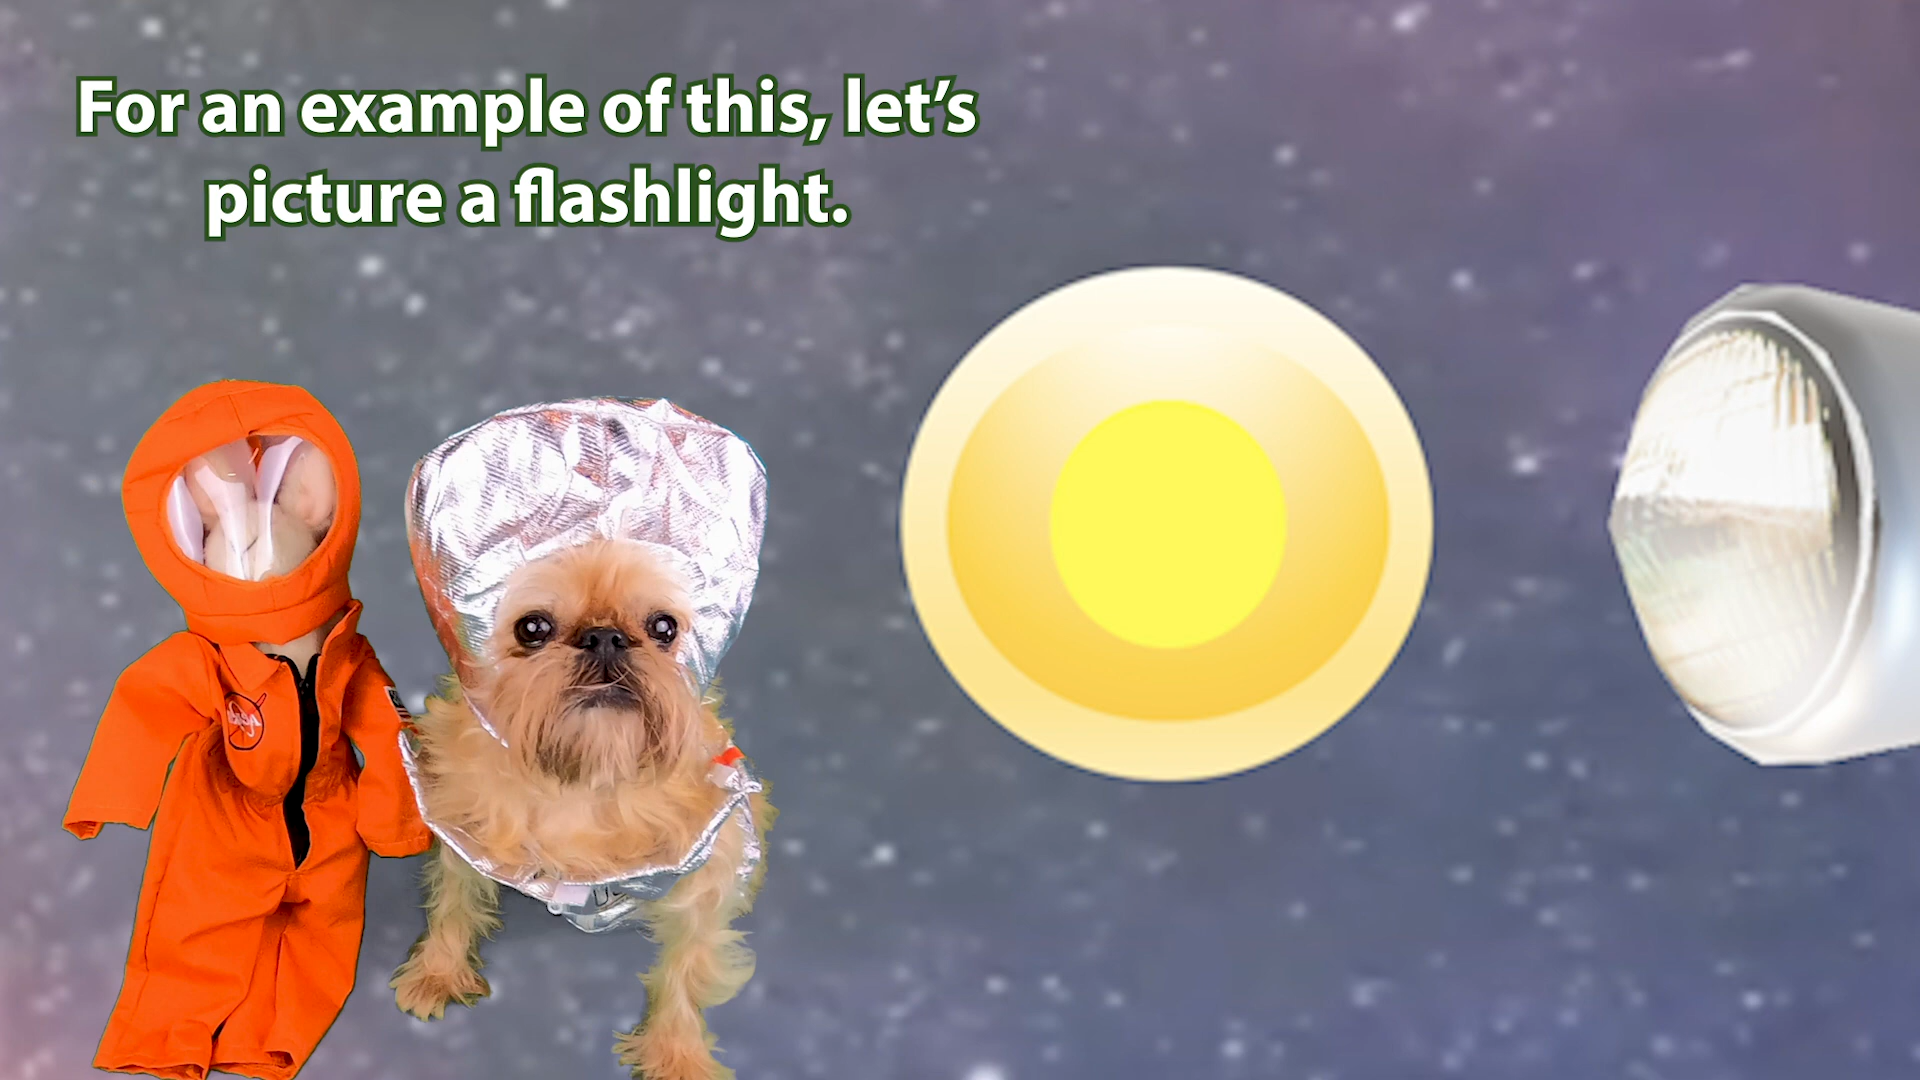 For an example of this, let’s
picture a flashlight.